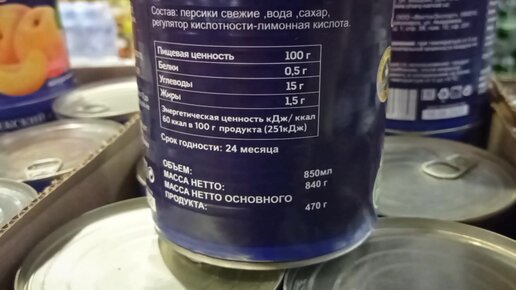 Состав: персики свежие ,вода ,сахар,
регулятор кислотности-лимонная кислота.
Пищевая ценность 100 г
Белки 0,5 г
Углеводы 15 г
Жиры 1,5 г
Энергетическая ценность кДж/ ккал
60 ккал в 100 г продукта (251кДж)
Срок годности: 24 месяца
ОБЪЕМ: 850мл
МАССА НЕТТО: 840 г
МАССА НЕТТО ОСНОВНОГО
ПРОДУКТА: 470 г